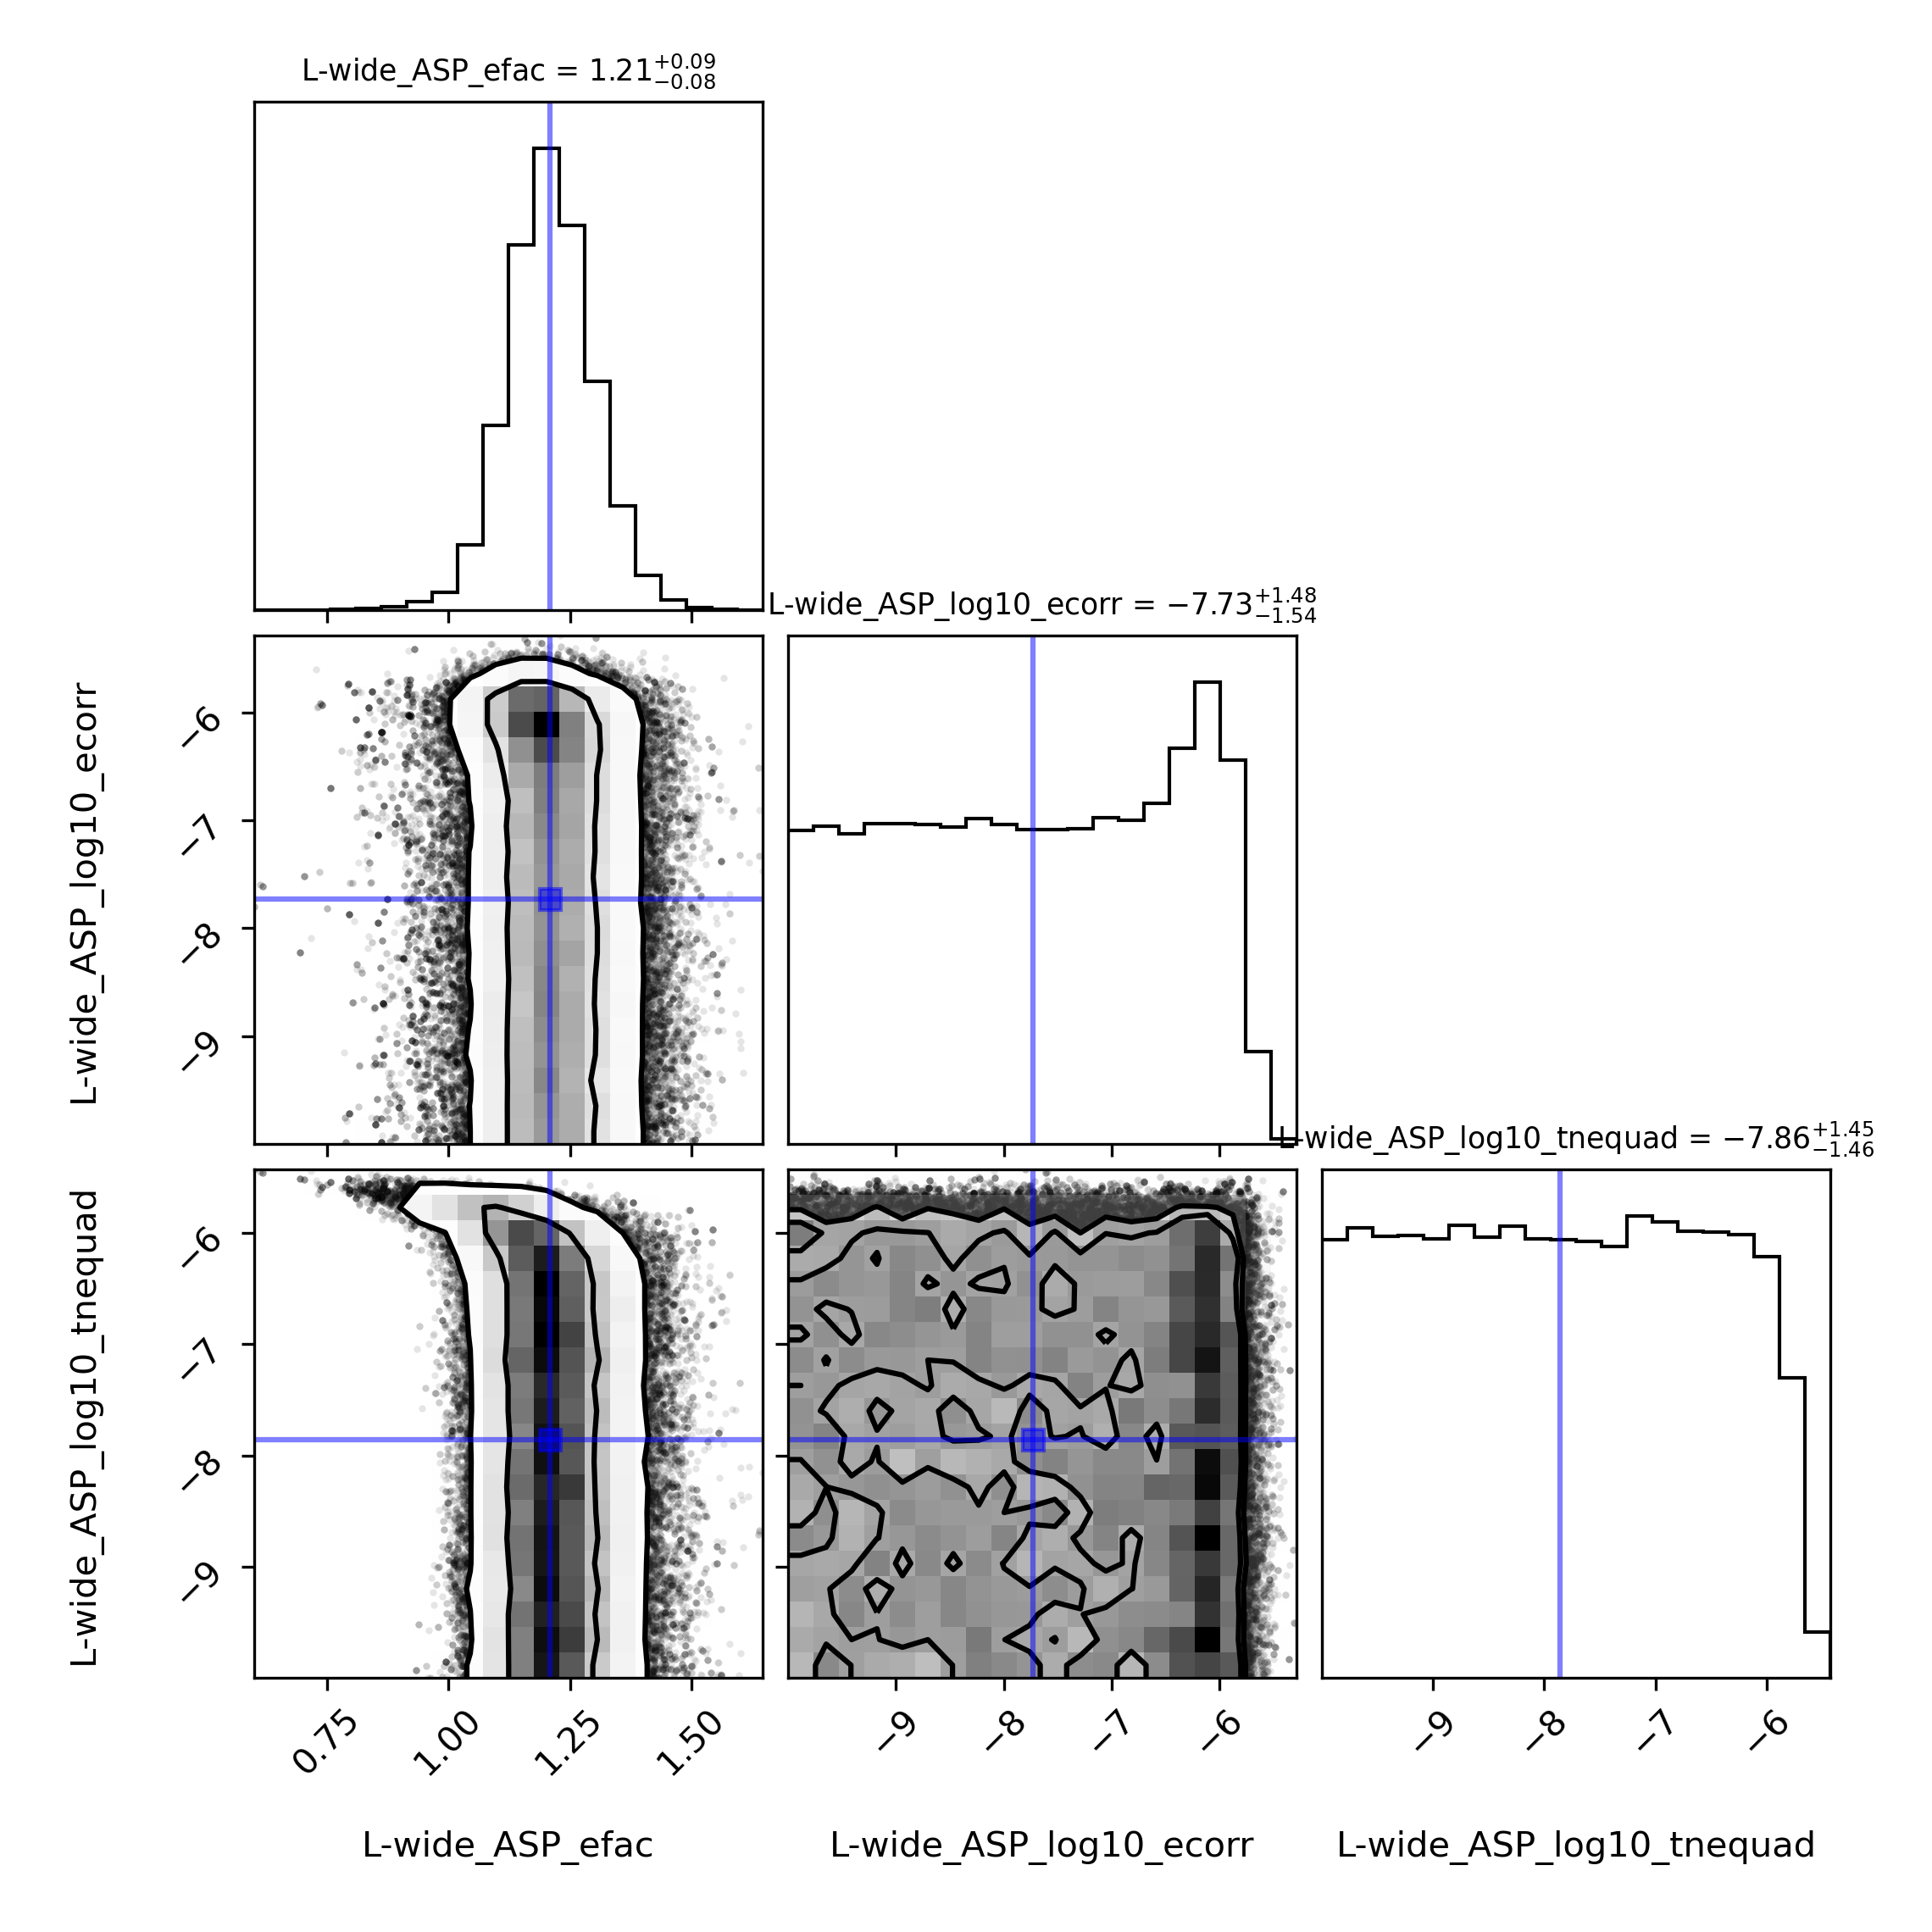 L-wide_ASP_efac = 1.21 +0.09 −0.08
L-wide_ASP_log10_ecorr = −7.73 +1.48 −1.54
L-wide_ASP_log10_ecorr
−6
−7
−8
−9
L-wide_ASP_log10_tnequad = −7.86 +1.45 −1.46
L-wide_ASP_log10_tnequad
−6
−7
−8
−9
0.75 1.00 1.25 1.50
−9 −8 −7 −6
−9 −8 −7 −6
L-wide_ASP_efac
L-wide_ASP_log10_ecorr
L-wide_ASP_log10_tnequad